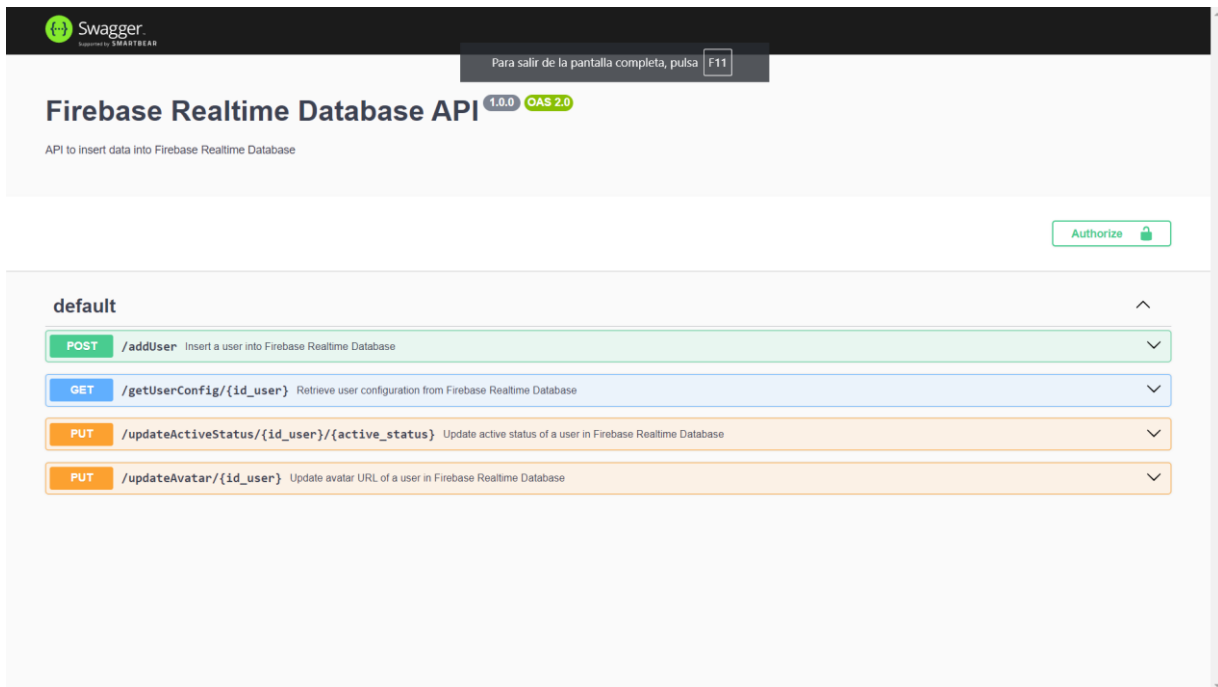 Swagger.
Supported by SMARTBEAR
Para salir de la pantalla completa, pulsa F11
Firebase Realtime Database API 1.0.0 OAS 2.0
API to insert data into Firebase Realtime Database
Authorize
default
POST /addUser Insert a user into Firebase Realtime Database
GET /getUserConfig/{id_user} Retrieve user configuration from Firebase Realtime Database
PUT /updateActiveStatus/{id_user}/{active_status} Update active status of a user in Firebase Realtime Database
PUT /updateAvatar/{id_user} Update avatar URL of a user in Firebase Realtime Database